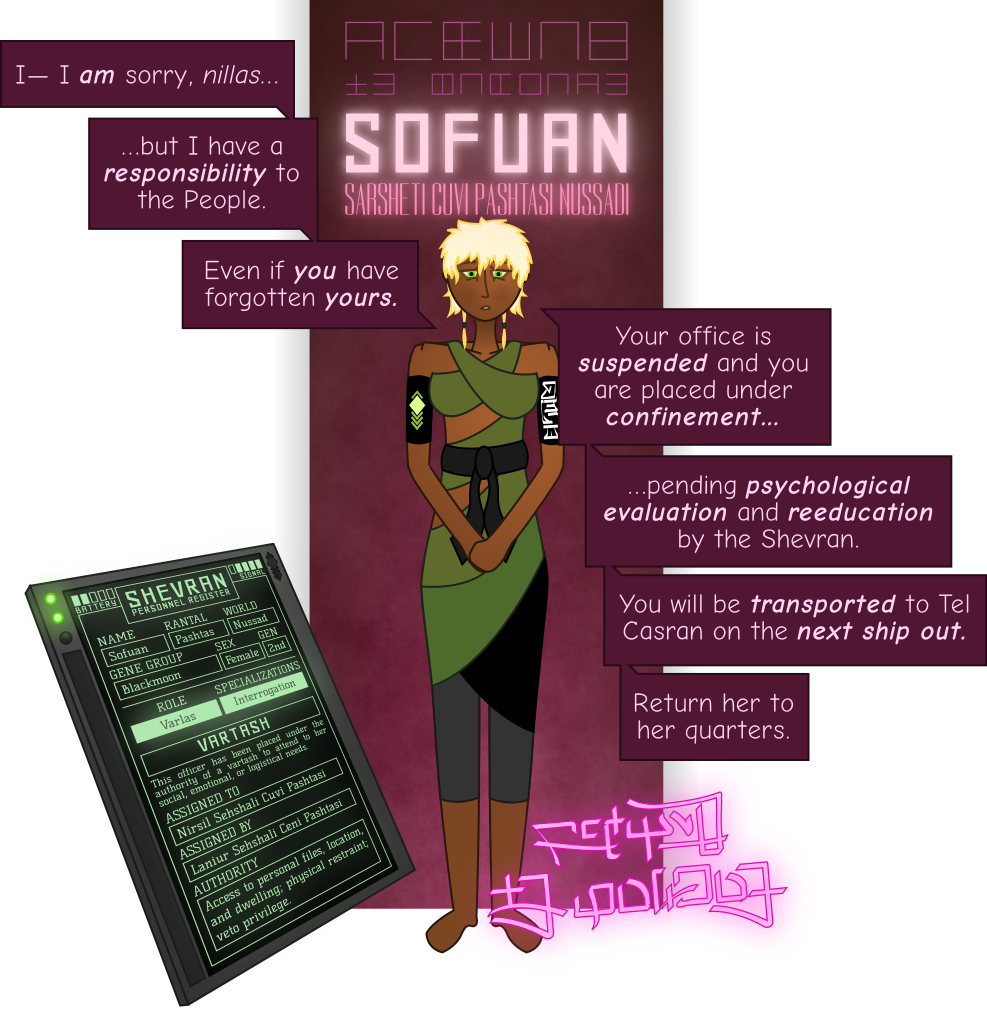 I— I am sorry, nillas...
...but I have a
responsibility to
the People.
Even if you have
forgotten yours.
SOFUAN
SARSHETI CUVI PASHTASI NUSSADI
Your office is
suspended and you
are placed under
confinement...
...pending psychological
evaluation and reeducation
by the Shevran.
You will be transported to Tel
Casran on the next ship out.
Return her to
her quarters.
BATTERY
SHEVRAN
PERSONNEL REGISTER
SIGNAL
NAME RANTAL WORLD
Sofuan Pashtas Nussad
GENE GROUP SEX GEN
Blackmoon Female 2nd
ROLE SPECIALIZATIONS
Varlas Interrogation
VARTASH
This officer has been placed under the
authority of a vartash to attend to her
social, emotional, or logistical needs.
ASSIGNED TO
Nirsil Sehshali Cuvi Pashtasi
ASSIGNED BY
Laniur Sehshali Ceni Pashtasi
AUTHORITY
Access to personal files, location,
and dwelling; physical restraint;
veto privilege.